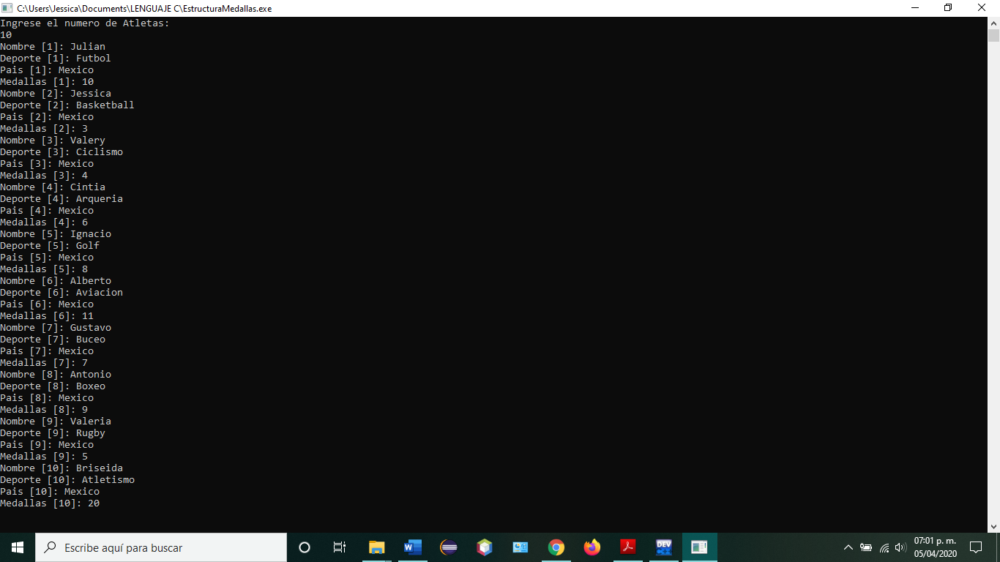 C:\Users\Jessica\Documents\LENGUAJE C\EstructuraMedallas.exe
Ingrese el numero de Atletas:
10
Nombre [1]: Julian
Deporte [1]: Futbol
Pais [1]: Mexico
Medallas [1]: 10
Nombre [2]: Jessica
Deporte [2]: Basketball
Pais [2]: Mexico
Medallas [2]: 3
Nombre [3]: Valery
Deporte [3]: Ciclismo
Pais [3]: Mexico
Medallas [3]: 4
Nombre [4]: Cintia
Deporte [4]: Arqueria
Pais [4]: Mexico
Medallas [4]: 6
Nombre [5]: Ignacio
Deporte [5]: Golf
Pais [5]: Mexico
Medallas [5]: 8
Nombre [6]: Alberto
Deporte [6]: Aviacion
Pais [6]: Mexico
Medallas [6]: 11
Nombre [7]: Gustavo
Deporte [7]: Buceo
Pais [7]: Mexico
Medallas [7]: 7
Nombre [8]: Antonio
Deporte [8]: Boxeo
Pais [8]: Mexico
Medallas [8]: 9
Nombre [9]: Valeria
Deporte [9]: Rugby
Pais [9]: Mexico
Medallas [9]: 5
Nombre [10]: Briseida
Deporte [10]: Atletismo
Pais [10]: Mexico
Medallas [10]: 20
Escribe aquí para buscar
DEV
C++
07:01 p. m.
05/04/2020